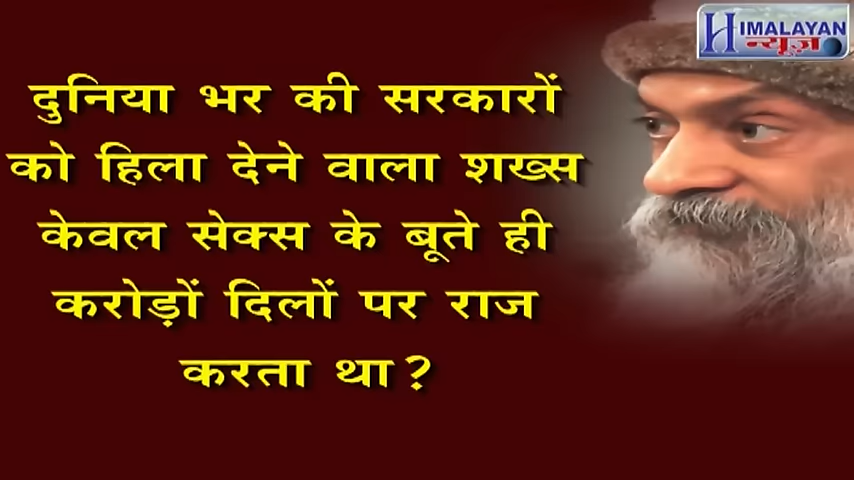 HIMALAYAN
न्यूज़
दुनिया भर की सरकारों
को हिला देने वाला शख्स
केवल सेक्स के बूते ही
करोड़ों दिलों पर राज
करता था?